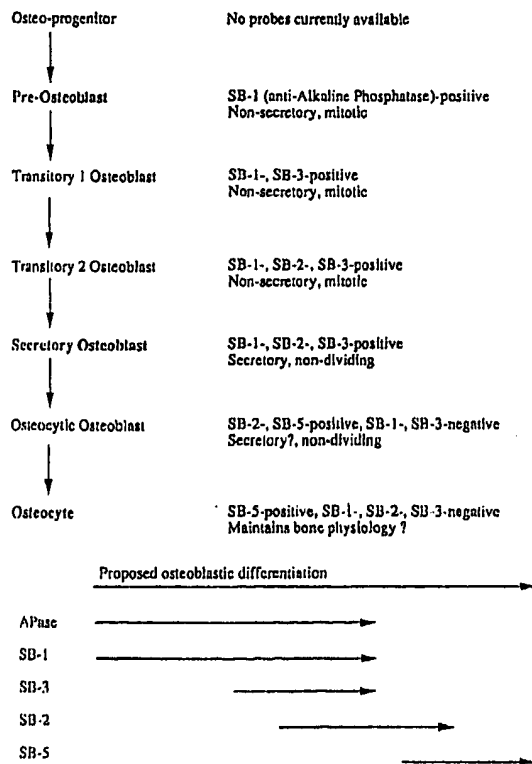 Osteo-progenitor No probes currently available
Pre-Osteoblast SB-1 (anti-Alkaline Phosphatase)-positive
Non-secretory, mitotic
Transitory 1 Osteoblast SB-1-, SB-3-positive
Non-secretory, mitotic
Transitory 2 Osteoblast SB-1-, SB-2-, SB-3-positive
Non-secretory, mitotic
Secretory Osteoblast SB-1-, SB-2-, SB-3-positive
Secretory, non-dividing
Osteocytic Osteoblast SB-2-, SB-5-positive, SB-1-, SB-3-negative
Secretory?, non-dividing
Osteocyte SB-5-positive, SB-1-, SB-2-, SB-3-negative
Maintains bone physiology ?
Proposed osteoblastic differentiation
APase
SB-1
SB-3
SB-2
SB-5